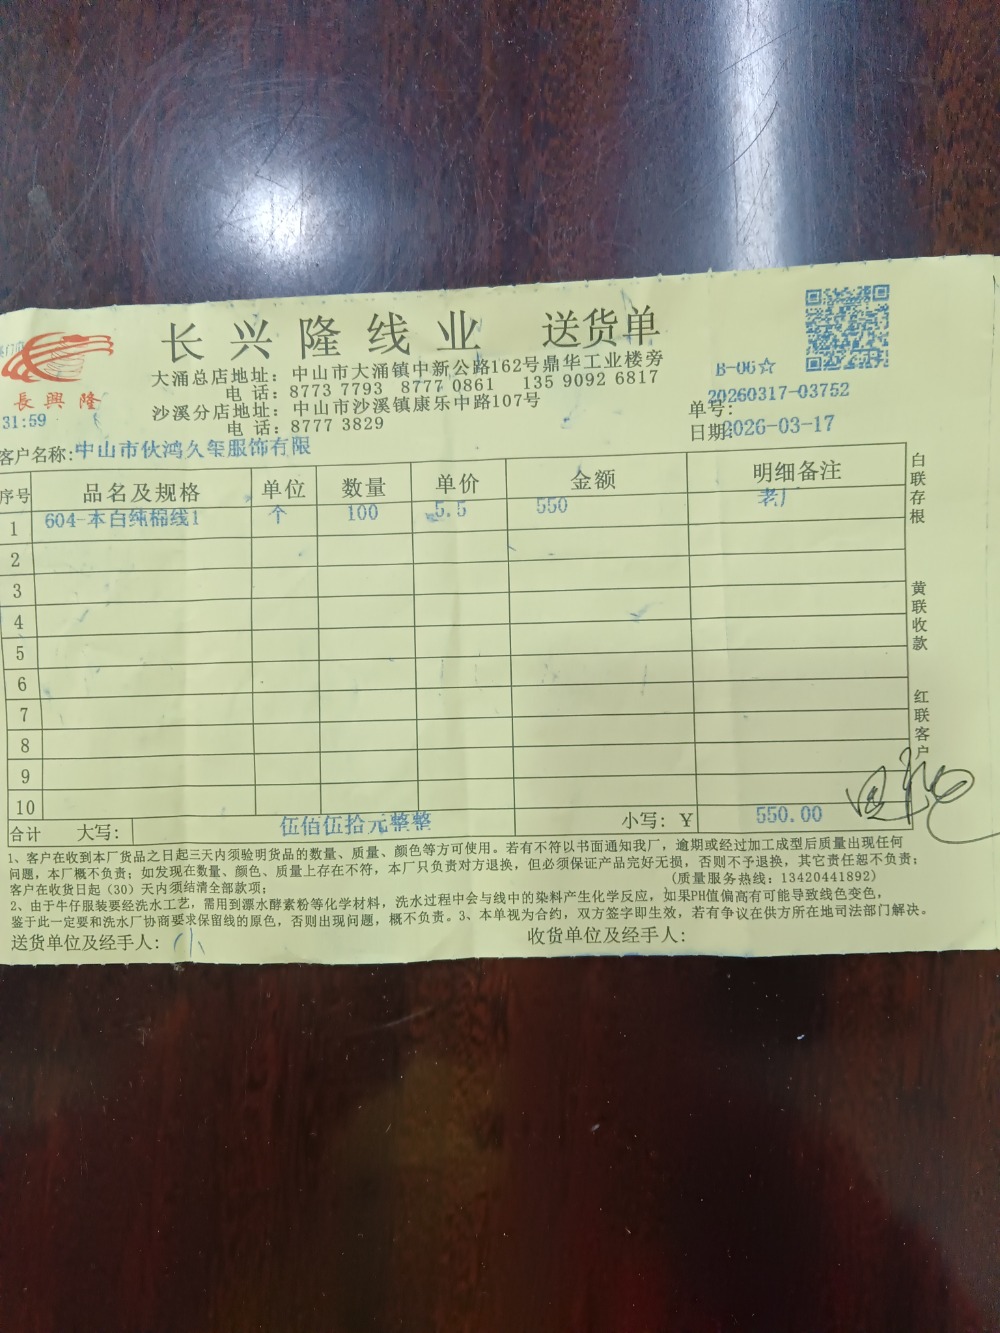 长兴隆线业 送货单
大涌总店地址：中山市大涌镇中新公路162号鼎华工业楼旁
电 话：8773 7793 8777 0861 135 9092 6817
沙溪分店地址：中山市沙溪镇康乐中路107号
电 话：8777 3829
長興隆
31:59
B-06☆
20260317-03752
单号：
日期：2026-03-17
客户名称：中山市伙鸿久玺服饰有限
序号 品名及规格 单位 数量 单价 金额 明细备注
1 604-本白纯棉线1 个 100 5.5 550 老厂
2
3
4
5
6
7
8
9
10
合计 大写： 伍佰伍拾元整整 小写：￥ 550.00
白联存根 黄联收款 红联客户
1、客户在收到本厂货品之日起三天内须验明货品的数量、质量、颜色等方可使用。若有不符以书面通知我厂，逾期或经过加工成型后质量出现任何
问题，本厂概不负责；如发现在数量、颜色、质量上存在不符，本厂只负责对方退换，但必须保证产品完好无损，否则不予退换，其它责任恕不负责；
客户在收货日起（30）天内须结清全部款项； （质量服务热线：13420441892）
2、由于牛仔服装要经洗水工艺，需用到漂水酵素粉等化学材料，洗水过程中会与线中的染料产生化学反应，如果PH值偏高有可能导致线色变色，
鉴于此一定要和洗水厂协商要求保留线的原色，否则出现问题，概不负责。3、本单视为合约，双方签字即生效，若有争议在供方所在地司法部门解决。
送货单位及经手人： 收货单位及经手人：